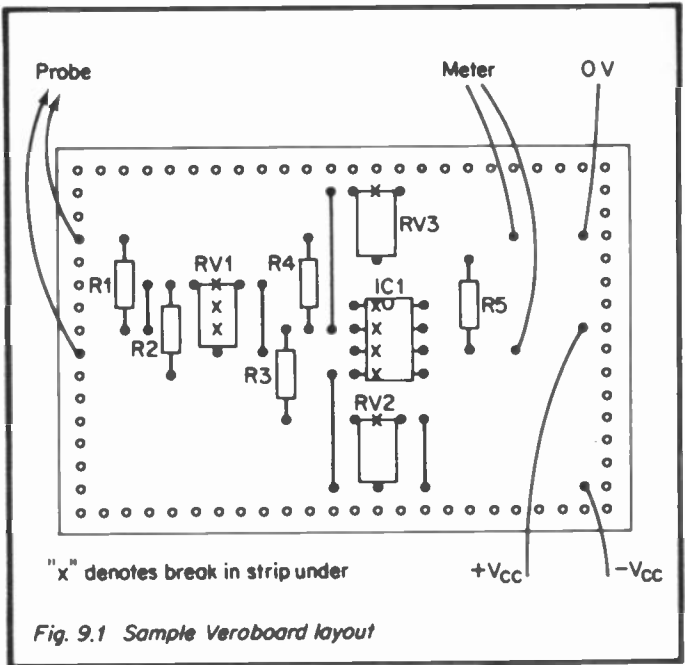 Probe
Meter
0 V
RV3
R4
RV1
R1
IC1
R5
R2
R3
RV2
"x" denotes break in strip under
+VCC
-VCC
Fig. 9.1 Sample Veroboard layout